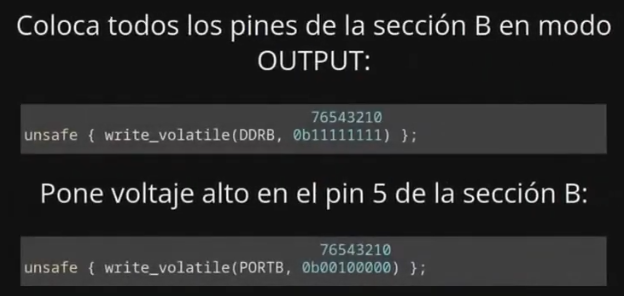 Coloca todos los pines de la sección B en modo
OUTPUT:
76543210
unsafe { write_volatile(DDRB, 0b11111111) };
Pone voltaje alto en el pin 5 de la sección B:
76543210
unsafe { write_volatile(PORTB, 0b00100000) };